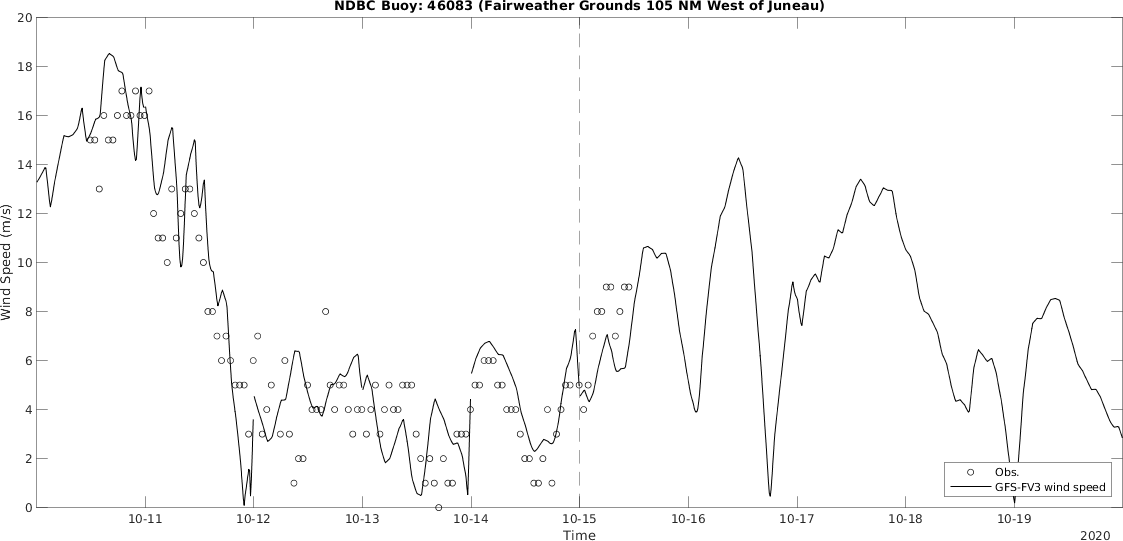 NDBC Buoy: 46083 (Fairweather Grounds 105 NM West of Juneau)
20
18
16
14
12
10
8
6
4
2
0
Wind Speed (m/s)
Obs.
GFS-FV3 wind speed
10-11 10-12 10-13 10-14 10-15 10-16 10-17 10-18 10-19
Time
2020